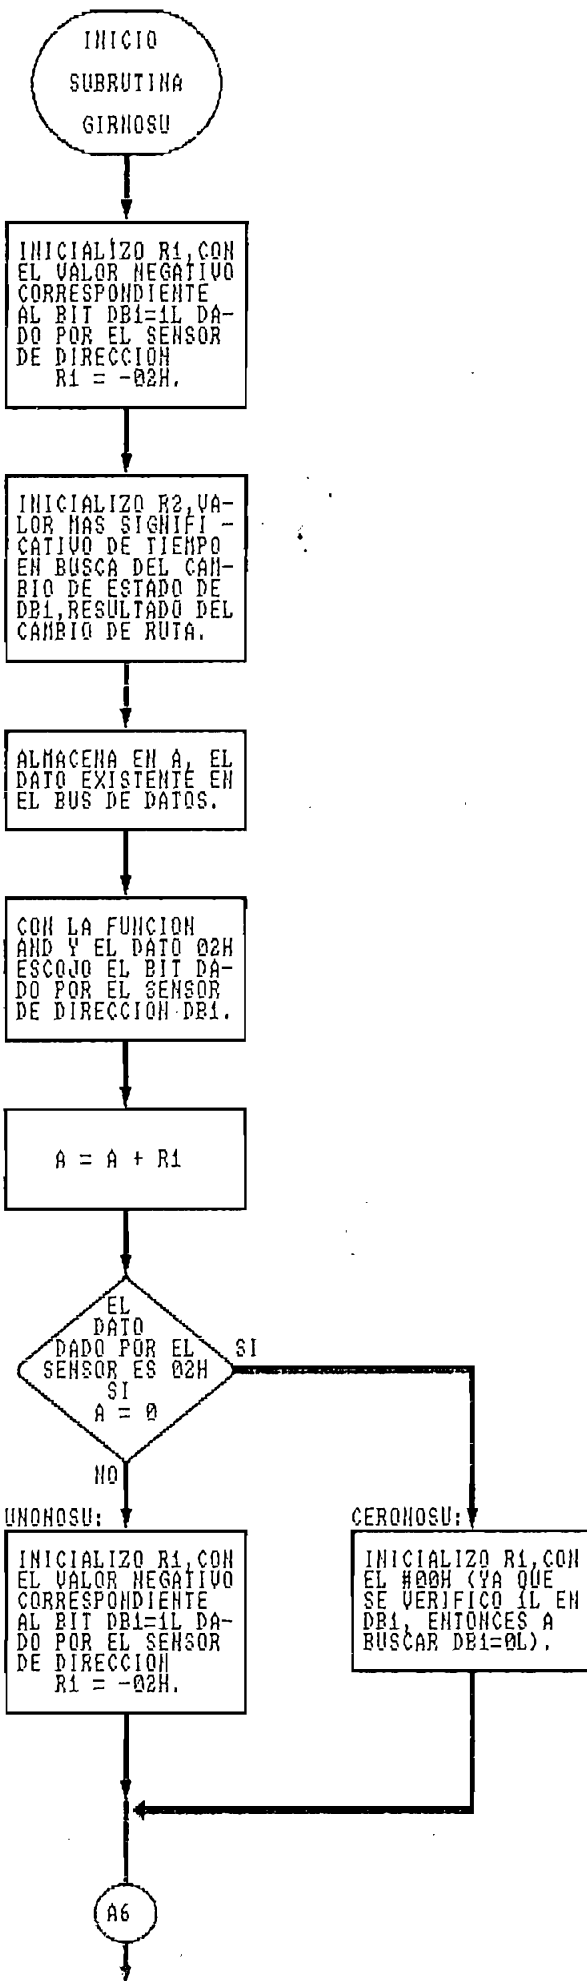 INICIO
SUBRUTINA
GIRNOSU
INICIALIZO R1,CON
EL VALOR NEGATIVO
CORRESPONDIENTE
AL BIT DB1=1L DA-
DO POR EL SENSOR
DE DIRECCION
R1 = -02H.
INICIALIZO R2,VA-
LOR MAS SIGNIFI -
CATIVO DE TIEMPO
EN BUSCA DEL CAM-
BIO DE ESTADO DE
DB1,RESULTADO DEL
CAMBIO DE RUTA.
ALMACENA EN A, EL
DATO EXISTENTE EN
EL BUS DE DATOS.
CON LA FUNCION
AND Y EL DATO 02H
ESCOJO EL BIT DA-
DO POR EL SENSOR
DE DIRECCION DB1.
A = A + R1
EL
DATO
DADO POR EL
SENSOR ES 02H
SI
A = 0
SI
NO
UNONOSU:
INICIALIZO R1,CON
EL VALOR NEGATIVO
CORRESPONDIENTE
AL BIT DB1=1L DA-
DO POR EL SENSOR
DE DIRECCION
R1 = -02H.
CERONOSU:
INICIALIZO R1,CON
EL #00H (YA QUE
SE VERIFICO 1L EN
DB1, ENTONCES A
BUSCAR DB1=0L).
A6